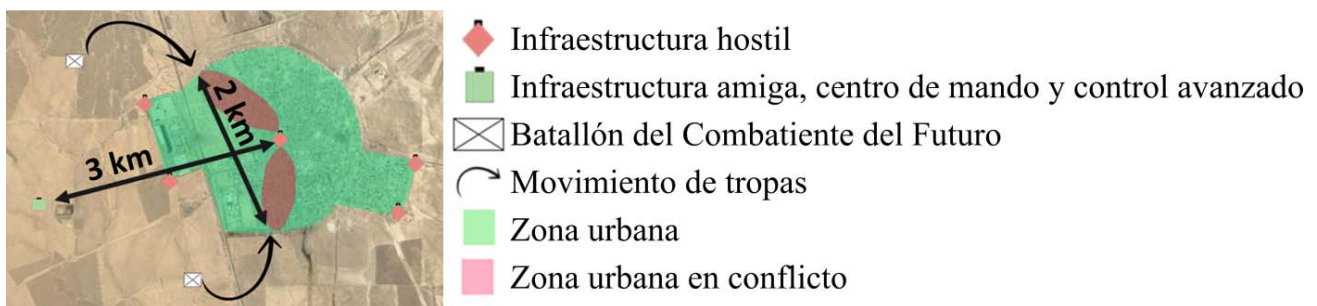 2 km
3 km
Infraestructura hostil
Infraestructura amiga, centro de mando y control avanzado
Batallón del Combatiente del Futuro
Movimiento de tropas
Zona urbana
Zona urbana en conflicto